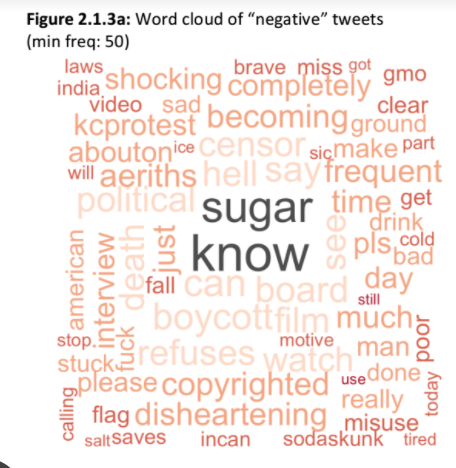 Figure 2.1.3a: Word cloud of “negative” tweets
(min freq: 50)
laws
brave miss got
india shocking completely gmo
video sad clear
kcprotest becoming ground
abouton ice censor sic make part
will aeriths hell say frequent
political sugar time get
drink
american interview death just know see pls cold
bad
fall can board day
still
boycott film much
stop motive
stuck fuck refuses watch man poor
please copyrighted use done
calling really today
flag disheartening misuse
salt saves incan sodaskunk tired